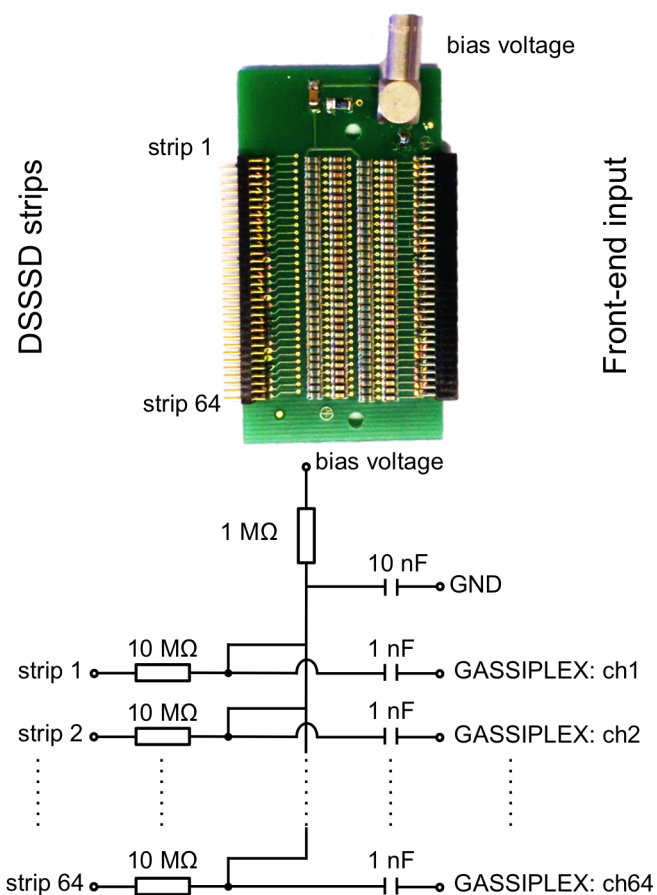 bias voltage
strip 1
DSSSD strips
Front-end input
strip 64
bias voltage
1 MΩ
10 nF
GND
10 MΩ
1 nF
strip 1
GASSIPLEX: ch1
10 MΩ
1 nF
strip 2
GASSIPLEX: ch2
10 MΩ
1 nF
strip 64
GASSIPLEX: ch64